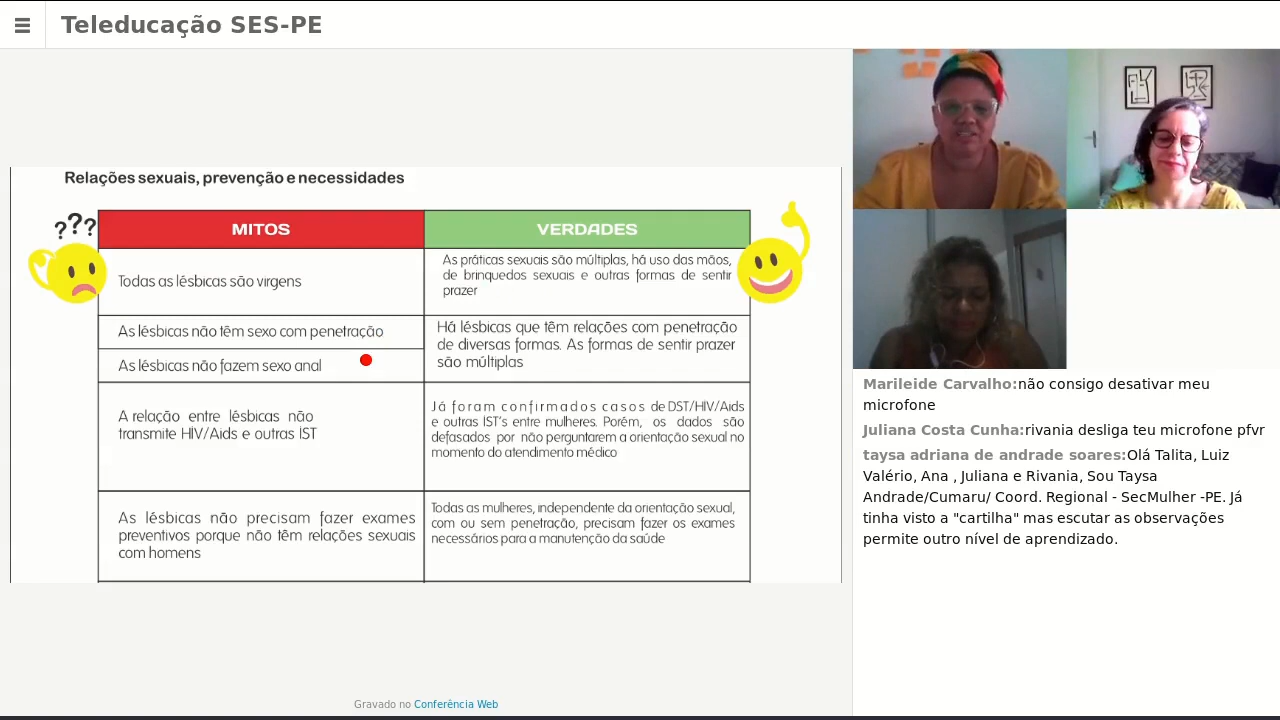 Teleducação SES-PE
Relações sexuais, prevenção e necessidades
???
MITOS
VERDADES
Todas as lésbicas são virgens
As práticas sexuais são múltiplas, há uso das mãos,
de brinquedos sexuais e outras formas de sentir
prazer
As lésbicas não têm sexo com penetração
As lésbicas não fazem sexo anal
Há lésbicas que têm relações com penetração
de diversas formas. As formas de sentir prazer
são múltiplas
A relação entre lésbicas não
transmite HIV/Aids e outras IST
Já foram confirmados casos de DST/HIV/Aids
e outras IST's entre mulheres. Porém, os dados são
defasados por não perguntarem a orientação sexual no
momento do atendimento médico
As lésbicas não precisam fazer exames
preventivos porque não têm relações sexuais
com homens
Todas as mulheres, independente da orientação sexual,
com ou sem penetração, precisam fazer os exames
necessários para a manutenção da saúde
Marileide Carvalho:não consigo desativar meu
microfone
Juliana Costa Cunha:rivania desliga teu microfone pfvr
taysa adriana de andrade soares:Olá Talita, Luiz
Valério, Ana , Juliana e Rivania, Sou Taysa
Andrade/Cumaru/ Coord. Regional - SecMulher -PE. Já
tinha visto a "cartilha" mas escutar as observações
permite outro nível de aprendizado.
Gravado no Conferência Web